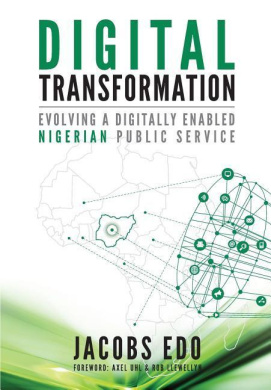 DIGITAL
TRANSFORMATION
EVOLVING A DIGITALLY ENABLED
NIGERIAN PUBLIC SERVICE
JACOBS EDO
FOREWORD: AXEL UHL & ROB LLEWELLYN